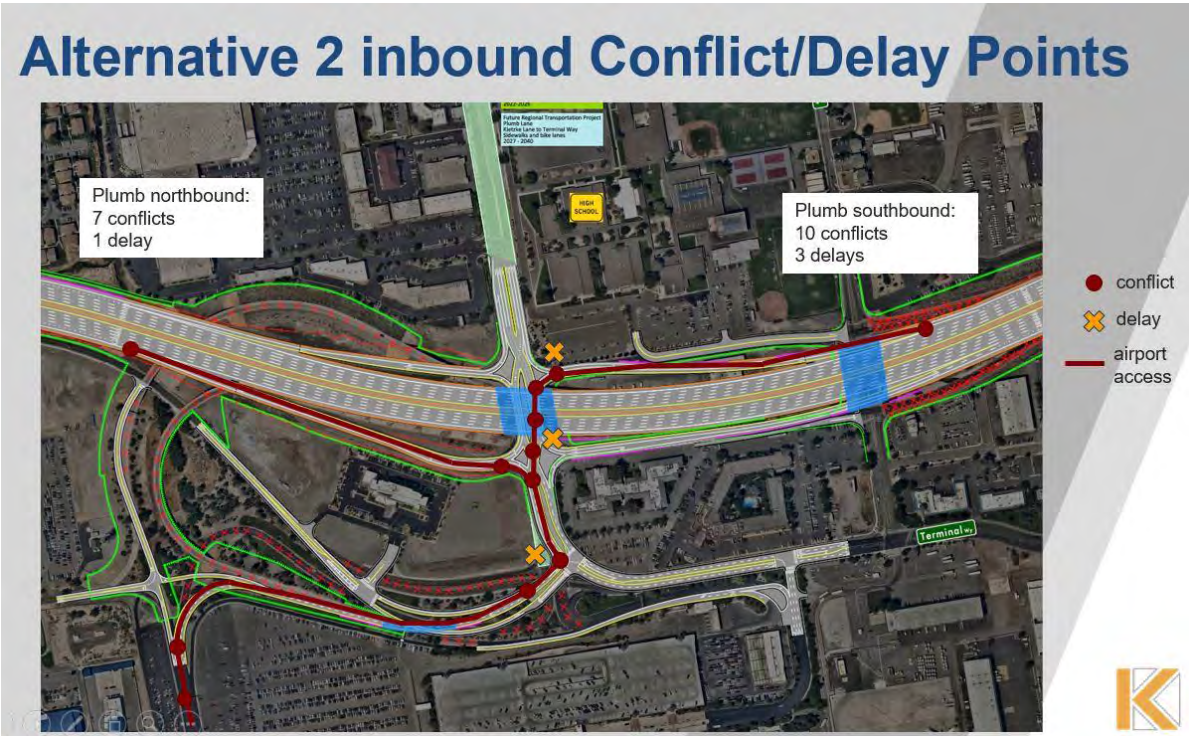 Alternative 2 inbound Conflict/Delay Points
2023-2026
Future Regional Transportation Project
Plumb Lane
Kietzke Lane to Terminal Way
Sidewalks and bike lanes
2027 - 2040
HIGH
SCHOOL
Plumb northbound:
7 conflicts
1 delay
Plumb southbound:
10 conflicts
3 delays
conflict
delay
airport
access
Terminal Wy
K